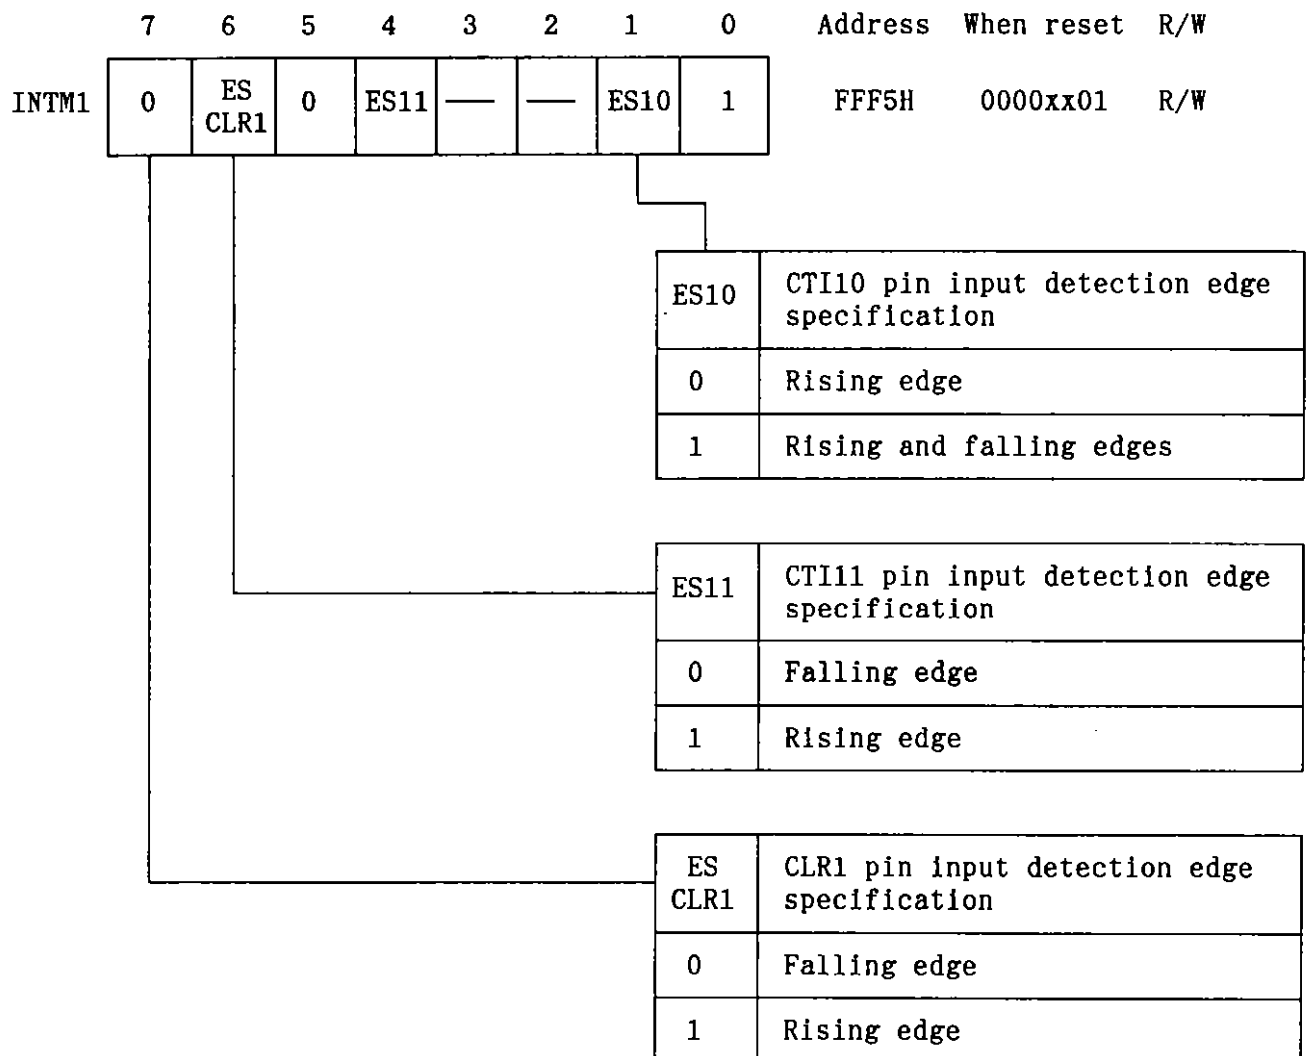 7 6 5 4 3 2 1 0 Address When reset R/W
INTM1 0 ES CLR1 0 ES11 — — ES10 1 FFF5H 0000xx01 R/W
ES10 CTI10 pin input detection edge
specification
0 Rising edge
1 Rising and falling edges
ES11 CTI11 pin input detection edge
specification
0 Falling edge
1 Rising edge
ES CLR1 pin input detection edge
CLR1 specification
0 Falling edge
1 Rising edge